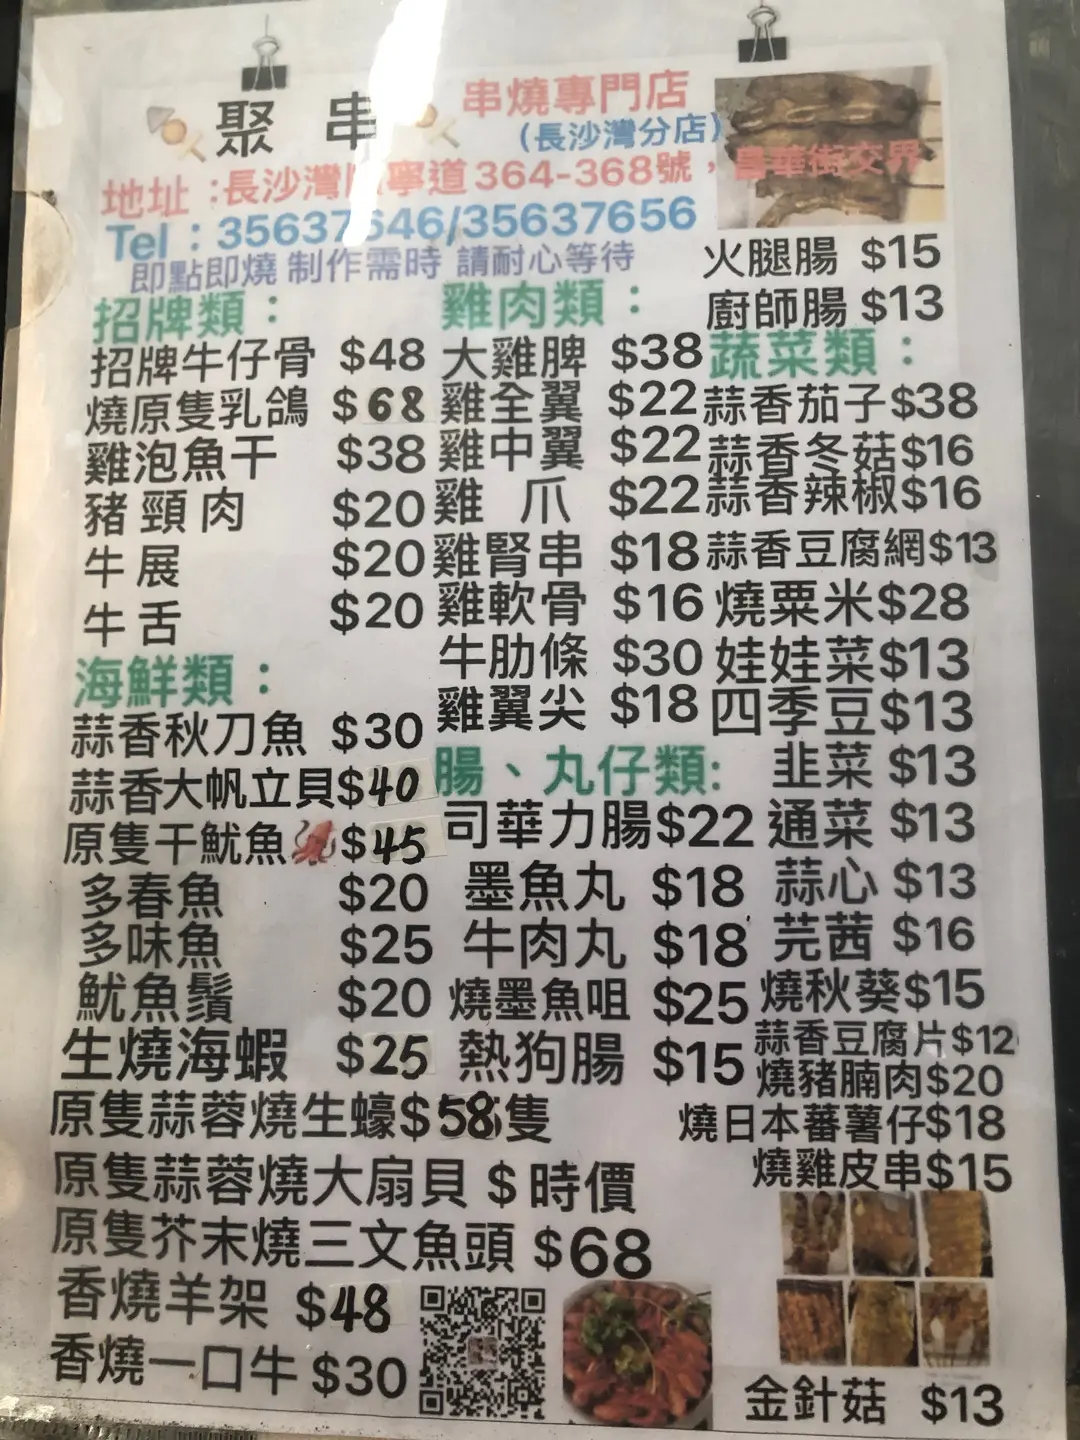 聚 串 串燒專門店
(長沙灣分店)
地址：長沙灣 寧道364-368號，昌華街交界
Tel：35637646/35637656
即點即燒 制作需時 請耐心等待
招牌類：
招牌牛仔骨 $48
燒原隻乳鴿 $68
雞泡魚干 $38
豬頸肉 $20
牛展 $20
牛舌 $20
海鮮類：
蒜香秋刀魚 $30
蒜香大帆立貝$40
原隻干魷魚 $45
多春魚 $20
多味魚 $25
魷魚鬚 $20
生燒海蝦 $25
原隻蒜蓉燒生蠔$58隻
原隻蒜蓉燒大扇貝 $ 時價
原隻芥末燒三文魚頭 $68
香燒羊架 $48
香燒一口牛 $30
雞肉類：
大雞脾 $38
雞全翼 $22
雞中翼 $22
雞爪 $22
雞腎串 $18
雞軟骨 $16
牛肋條 $30
雞翼尖 $18
腸、丸仔類:
司華力腸$22
墨魚丸 $18
牛肉丸 $18
燒墨魚咀 $25
熱狗腸 $15
火腿腸 $15
廚師腸 $13
蔬菜類：
蒜香茄子$38
蒜香冬菇$16
蒜香辣椒$16
蒜香豆腐網$13
燒粟米$28
娃娃菜$13
四季豆$13
韭菜 $13
通菜 $13
蒜心 $13
芫茜 $16
燒秋葵$15
蒜香豆腐片$12
燒豬腩肉$20
燒日本蕃薯仔$18
燒雞皮串$15
金針菇 $13